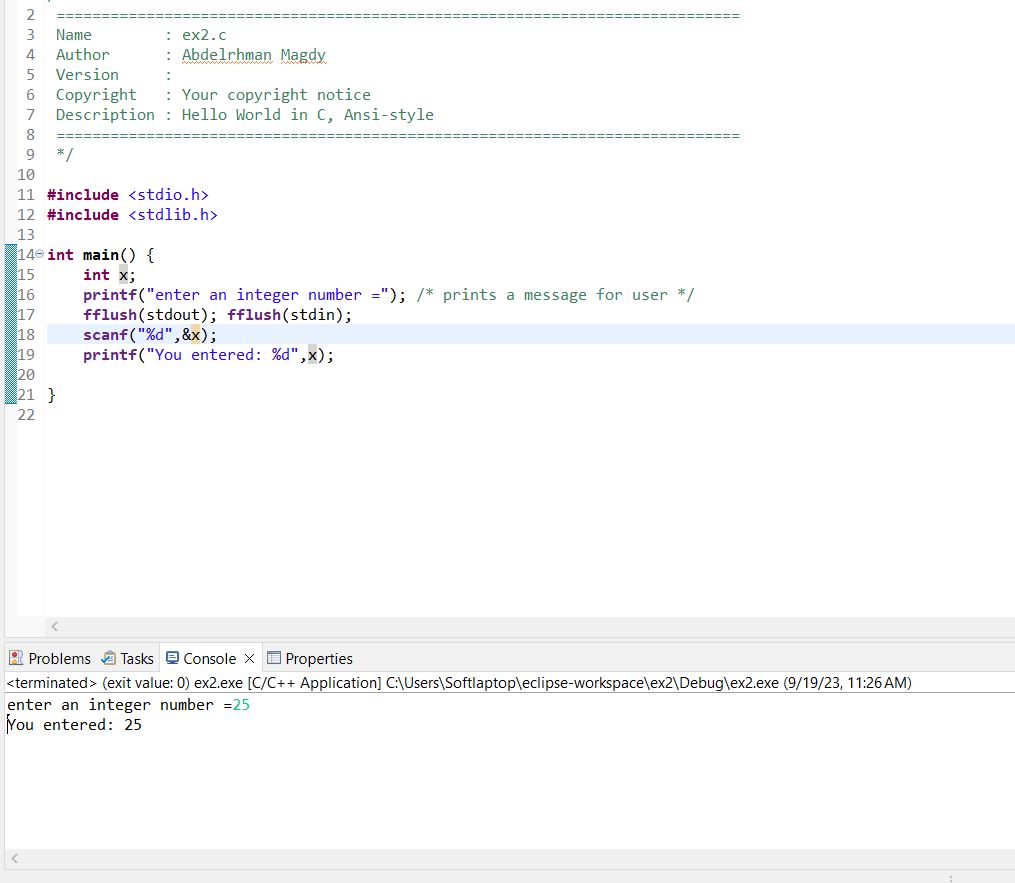 2 ============================================================================
3 Name        : ex2.c
4 Author      : Abdelrhman Magdy
5 Version     :
6 Copyright   : Your copyright notice
7 Description : Hello World in C, Ansi-style
8 ============================================================================
9 */
10
11 #include <stdio.h>
12 #include <stdlib.h>
13
14 int main() {
15     int x;
16     printf("enter an integer number ="); /* prints a message for user */
17     fflush(stdout); fflush(stdin);
18     scanf("%d",&x);
19     printf("You entered: %d",x);
20
21 }
22
Problems Tasks Console Properties
<terminated> (exit value: 0) ex2.exe [C/C++ Application] C:\Users\Softlaptop\eclipse-workspace\ex2\Debug\ex2.exe (9/19/23, 11:26 AM)
enter an integer number =25
You entered: 25